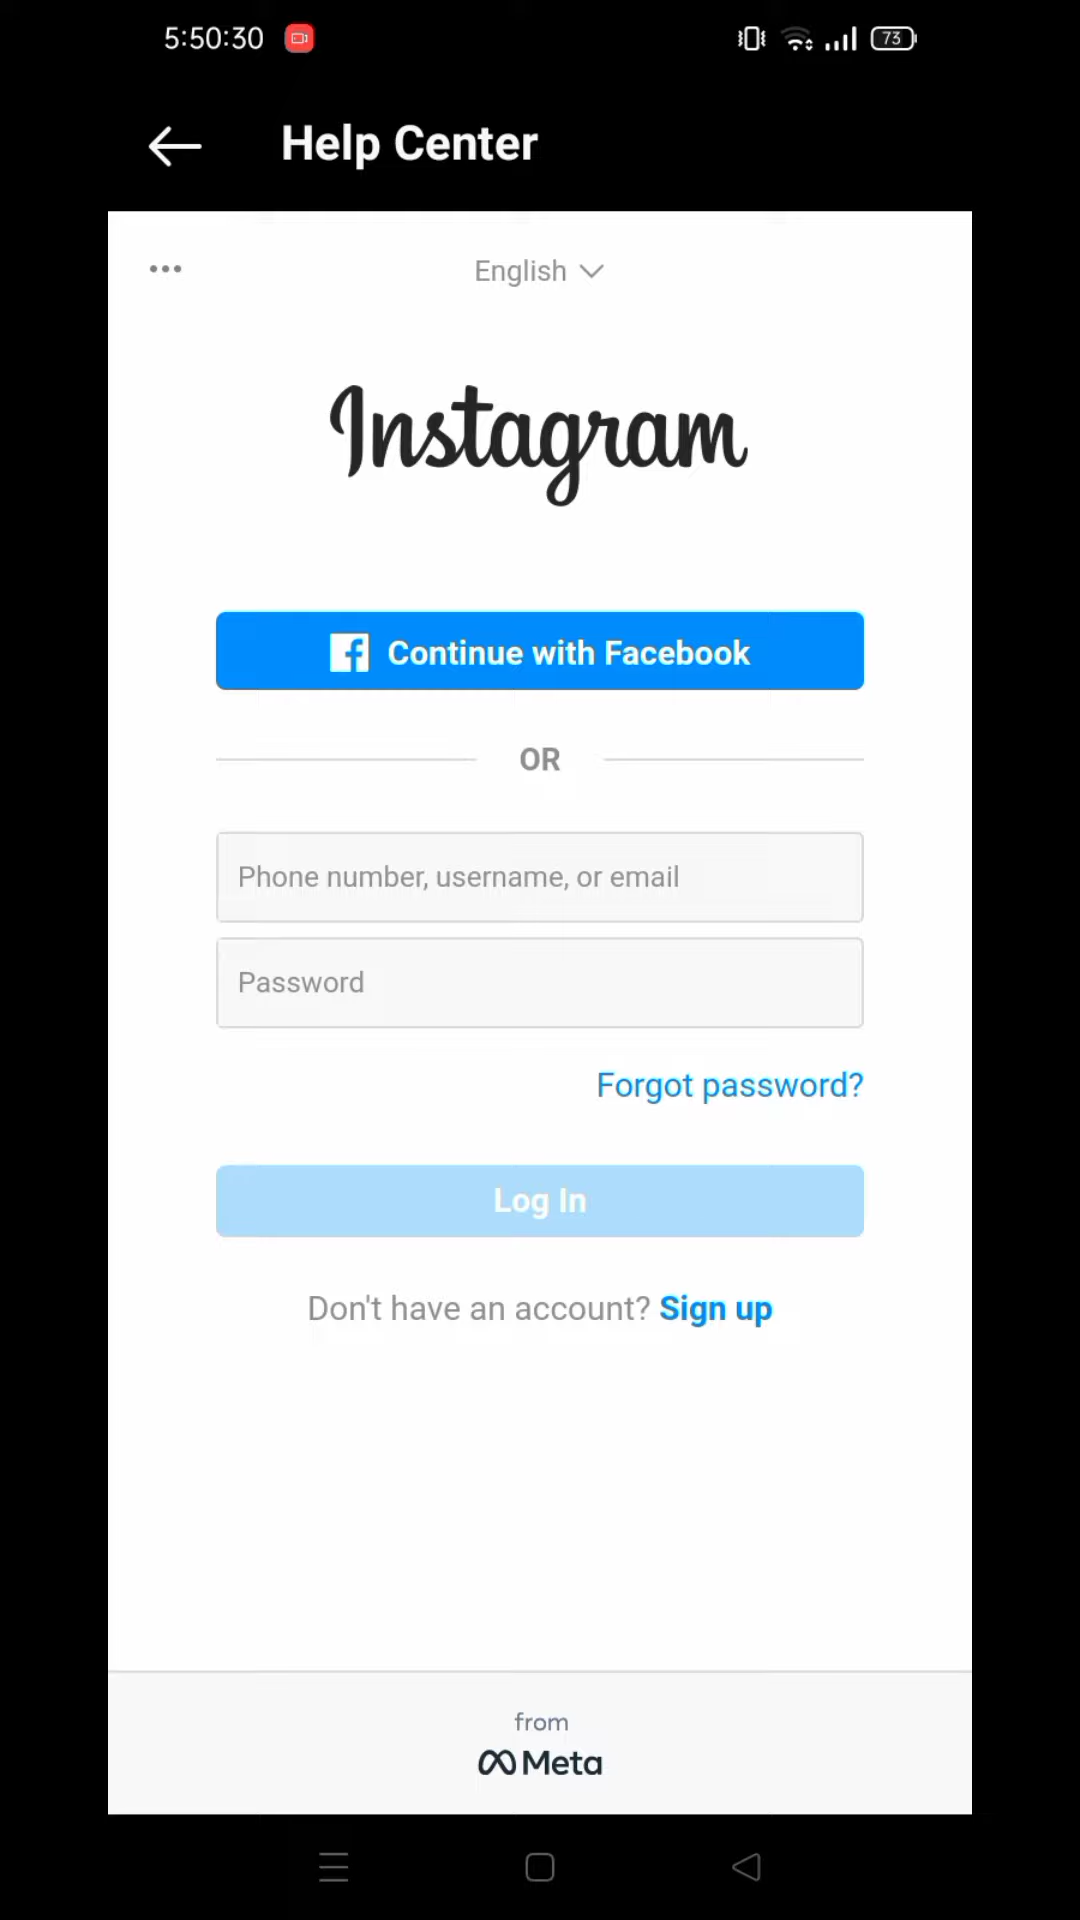 5:50:30
73
Help Center
English
Instagram
Continue with Facebook
OR
Phone number, username, or email
Password
Forgot password?
Log In
Don't have an account? Sign up
from
Meta